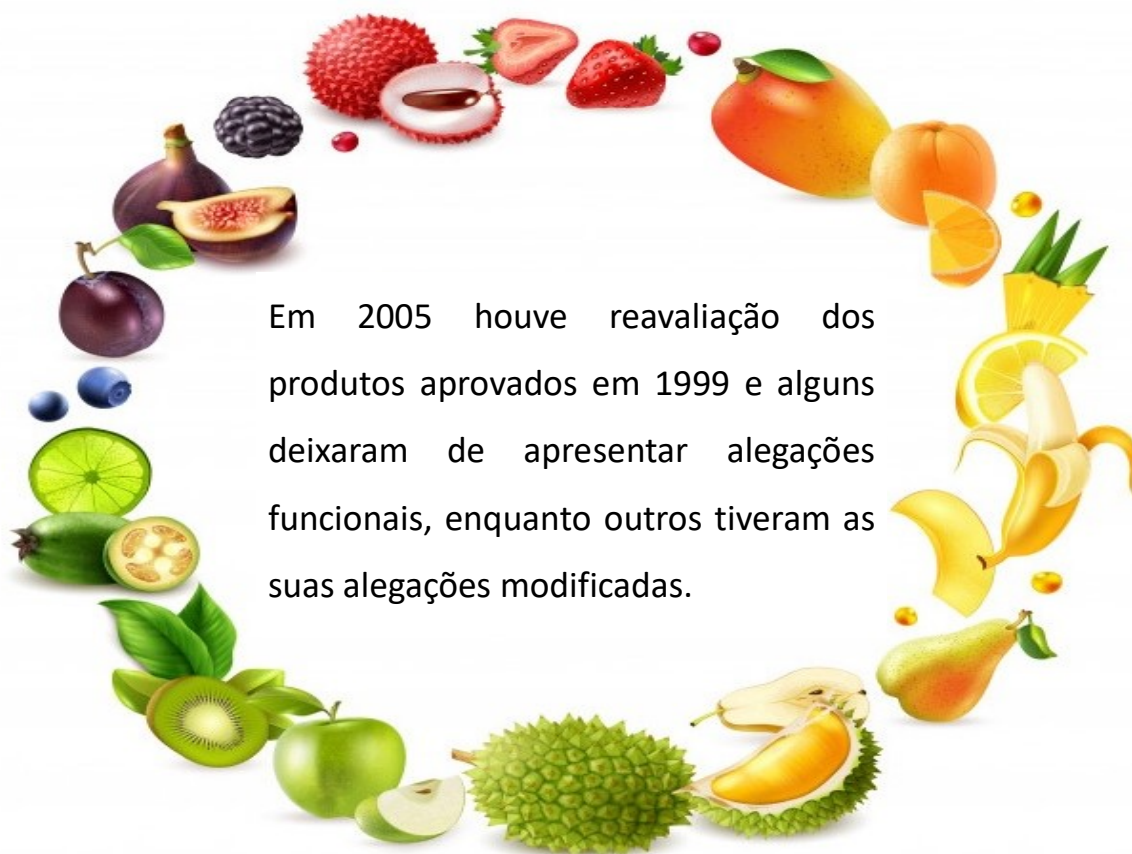 Em 2005 houve reavaliação dos
produtos aprovados em 1999 e alguns
deixaram de apresentar alegações
funcionais, enquanto outros tiveram as
suas alegações modificadas.